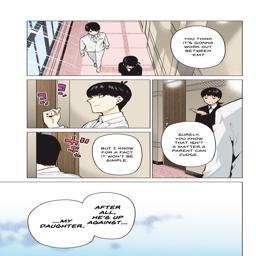 YOU THINK
IT'S GONNA
WORK OUT
BETWEEN
'EM?
SURELY,
YOU KNOW
THAT ISN'T
A MATTER A
PARENT CAN
JUDGE.
BUT I KNOW
FOR A FACT
IT WON'T BE
SIMPLE.
AFTER
ALL,
HE'S UP
AGAINST...
...MY
DAUGHTER.